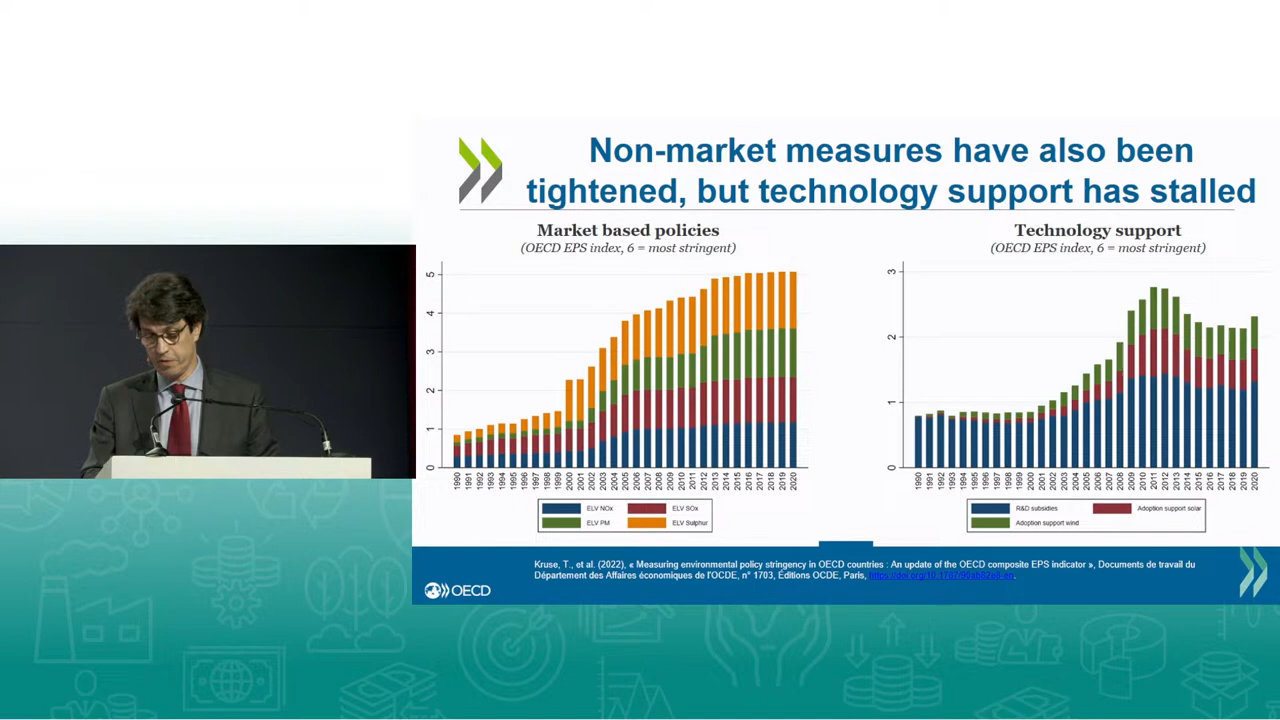 Non-market measures have also been
tightened, but technology support has stalled
Market based policies
(OECD EPS index, 6 = most stringent)
5
4
3
2
1
0
1990 1991 1992 1993 1994 1995 1996 1997 1998 1999 2000 2001 2002 2003 2004 2005 2006 2007 2008 2009 2010 2011 2012 2013 2014 2015 2016 2017 2018 2019 2020
ELV NOx ELV SOx
ELV PM ELV Sulphur
Technology support
(OECD EPS index, 6 = most stringent)
3
2
1
0
1990 1991 1992 1993 1994 1995 1996 1997 1998 1999 2000 2001 2002 2003 2004 2005 2006 2007 2008 2009 2010 2011 2012 2013 2014 2015 2016 2017 2018 2019 2020
R&D subsidies Adoption support solar
Adoption support wind
Kruse, T., et al. (2022), « Measuring environmental policy stringency in OECD countries : An update of the OECD composite EPS indicator », Documents de travail du
Département des Affaires économiques de l'OCDE, n° 1703, Éditions OCDE, Paris,
OECD